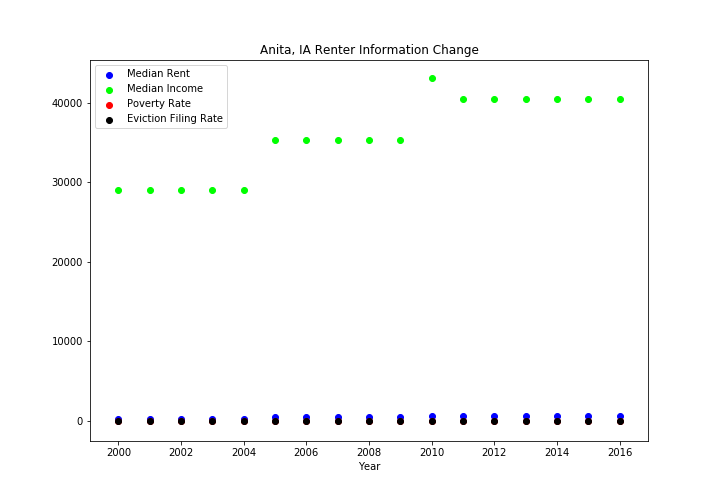 Anita, IA Renter Information Change
Median Rent
Median Income
Poverty Rate
Eviction Filing Rate
40000
30000
20000
10000
0
2000 2002 2004 2006 2008 2010 2012 2014 2016
Year